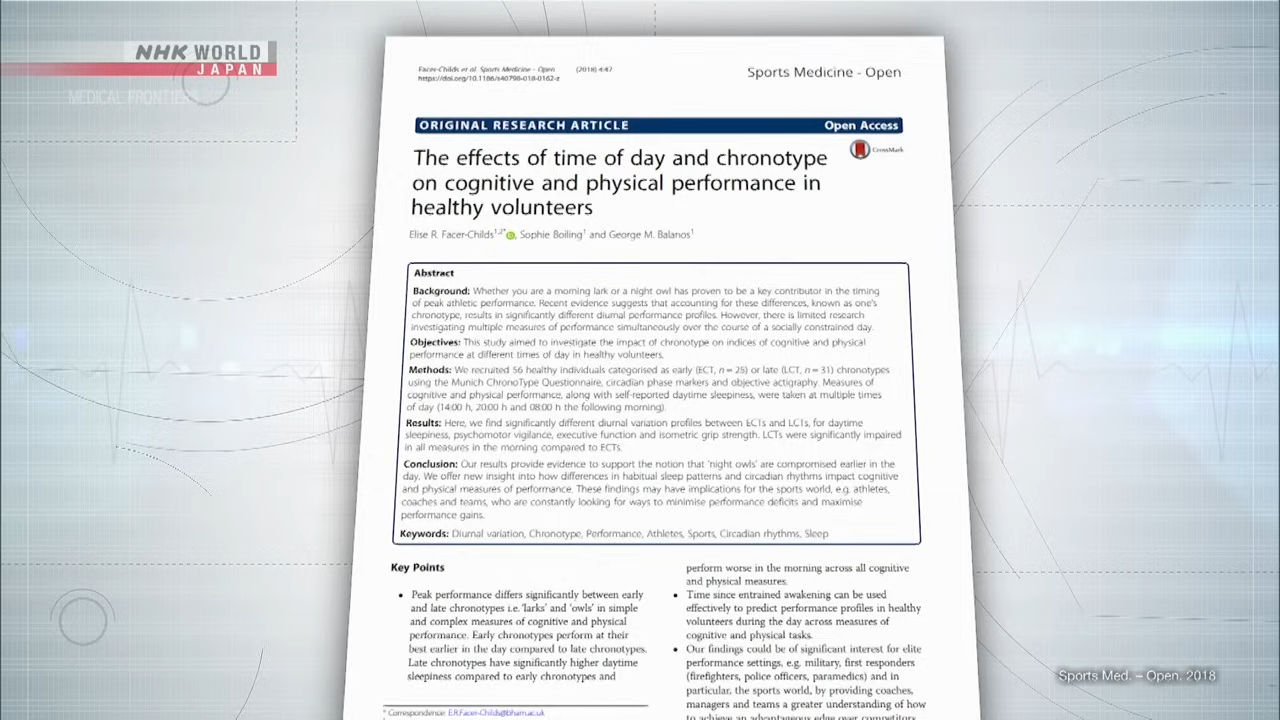 NHK WORLD
JAPAN
MEDICAL FRONTIERS
Facer-Childs et al. Sports Medicine - Open (2018) 4:47
https://doi.org/10.1186/s40798-018-0162-z
Sports Medicine - Open
ORIGINAL RESEARCH ARTICLE Open Access
CrossMark
The effects of time of day and chronotype
on cognitive and physical performance in
healthy volunteers
Elise R. Facer-Childs1,2*, Sophie Boiling1 and George M. Balanos1
Abstract
Background: Whether you are a morning lark or a night owl has proven to be a key contributor in the timing
of peak athletic performance. Recent evidence suggests that accounting for these differences, known as one's
chronotype, results in significantly different diurnal performance profiles. However, there is limited research
investigating multiple measures of performance simultaneously over the course of a socially constrained day.
Objectives: This study aimed to investigate the impact of chronotype on indices of cognitive and physical
performance at different times of day in healthy volunteers.
Methods: We recruited 56 healthy individuals categorised as early (ECT, n = 25) or late (LCT, n = 31) chronotypes
using the Munich ChronoType Questionnaire, circadian phase markers and objective actigraphy. Measures of
cognitive and physical performance, along with self-reported daytime sleepiness, were taken at multiple times
of day (14:00 h, 20:00 h and 08:00 h the following morning).
Results: Here, we find significantly different diurnal variation profiles between ECTs and LCTs, for daytime
sleepiness, psychomotor vigilance, executive function and isometric grip strength. LCTs were significantly impaired
in all measures in the morning compared to ECTs.
Conclusion: Our results provide evidence to support the notion that 'night owls' are compromised earlier in the
day. We offer new insight into how differences in habitual sleep patterns and circadian rhythms impact cognitive
and physical measures of performance. These findings may have implications for the sports world, e.g. athletes,
coaches and teams, who are constantly looking for ways to minimise performance deficits and maximise
performance gains.
Keywords: Diurnal variation, Chronotype, Performance, Athletes, Sports, Circadian rhythms, Sleep
Key Points
• Peak performance differs significantly between early
and late chronotypes i.e. 'larks' and 'owls' in simple
and complex measures of cognitive and physical
performance. Early chronotypes perform at their
best earlier in the day compared to late chronotypes.
Late chronotypes have significantly higher daytime
sleepiness compared to early chronotypes and
* Correspondence: E.R.Facer-Childs@bham.ac.uk
perform worse in the morning across all cognitive
and physical measures.
• Time since entrained awakening can be used
effectively to predict performance profiles in healthy
volunteers during the day across measures of
cognitive and physical tasks.
• Our findings could be of significant interest for elite
performance settings, e.g. military, first responders
(firefighters, police officers, paramedics) and in
particular, the sports world, by providing coaches,
managers and teams a greater understanding of how
to achieve an advantageous edge over competitors
Sports Med. – Open, 2018